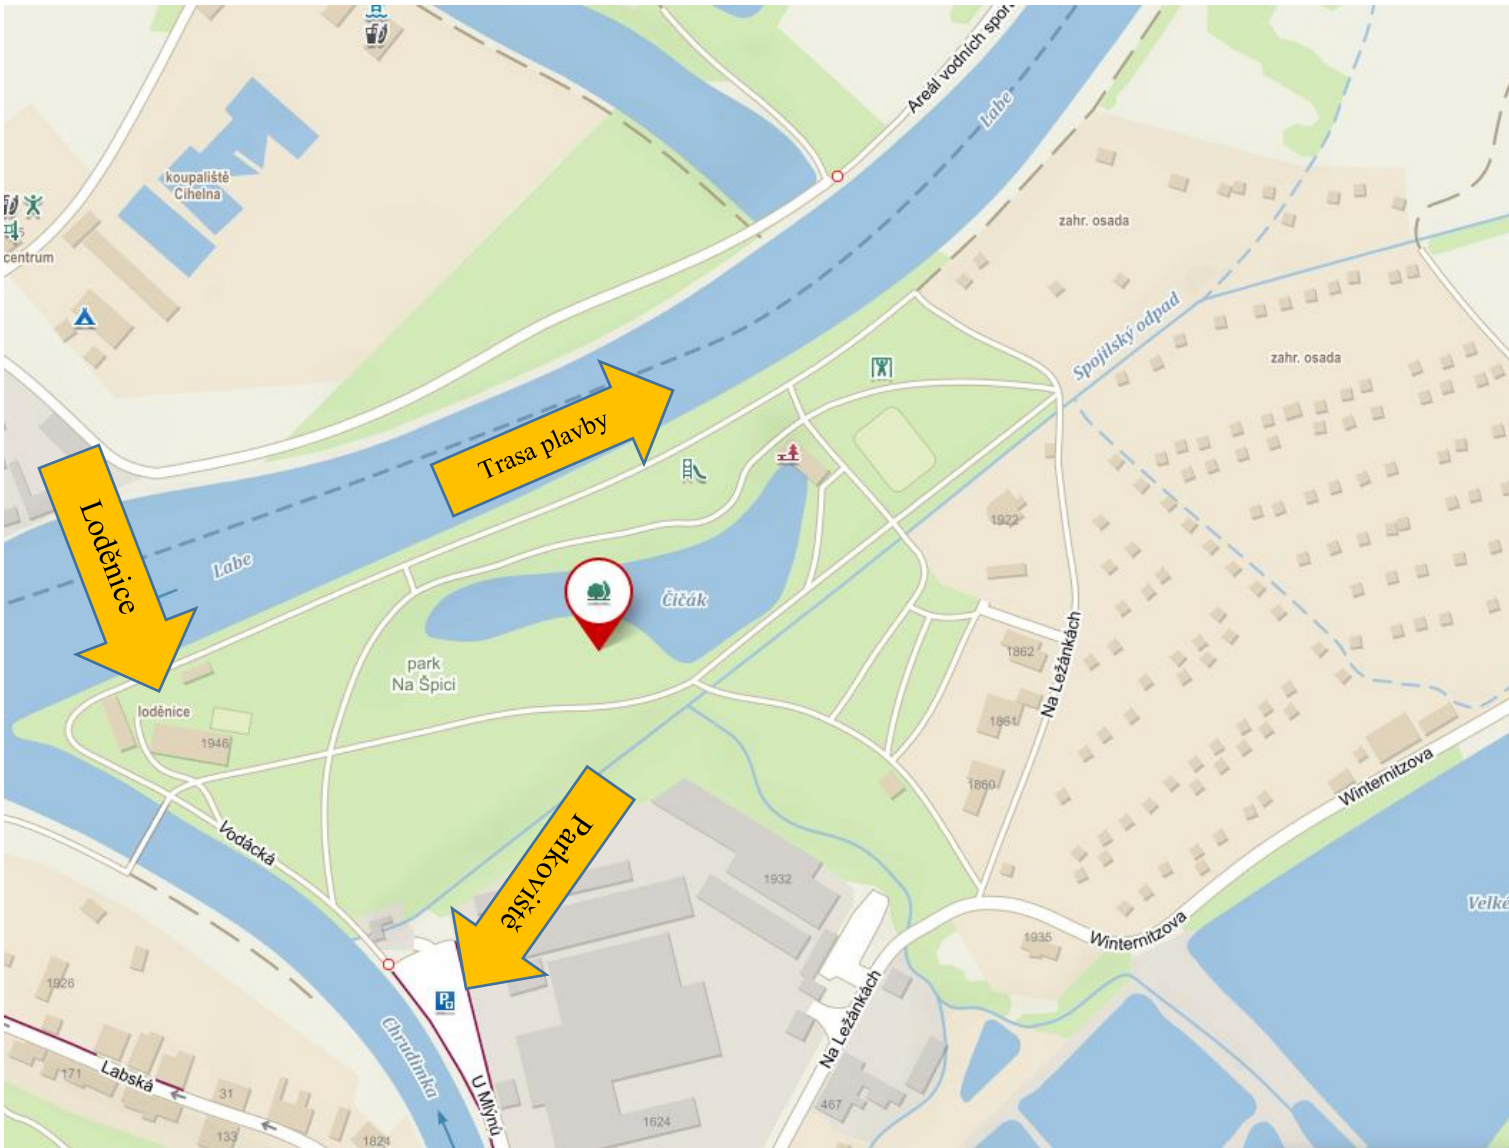 Areál vodních spor
Labe
koupaliště
Cihelna
centrum
zahr. osada
Spojilský odpad
zahr. osada
Trasa plavby
Loděnice
Labe
Čičák
1922
park
Na Špici
1862
Na Ležánkách
loděnice
1946
1861
1860
Winternitzova
Vodácká
Parkoviště
1932
Velké
1935
Winternitzova
1926
P
Na Ležánkách
Chrudimka
171
Labská
31
U Mlýnů
467
133
1824
1624